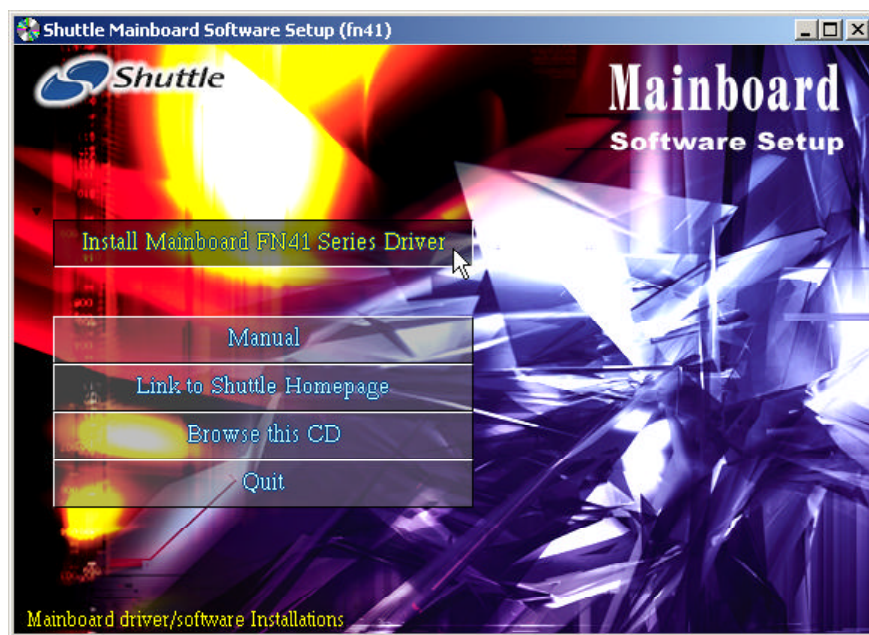 Shuttle Mainboard Software Setup (fn41)
Shuttle
Mainboard
Software Setup
Install Mainboard FN41 Series Driver
Manual
Link to Shuttle Homepage
Browse this CD
Quit
Mainboard driver/software Installations